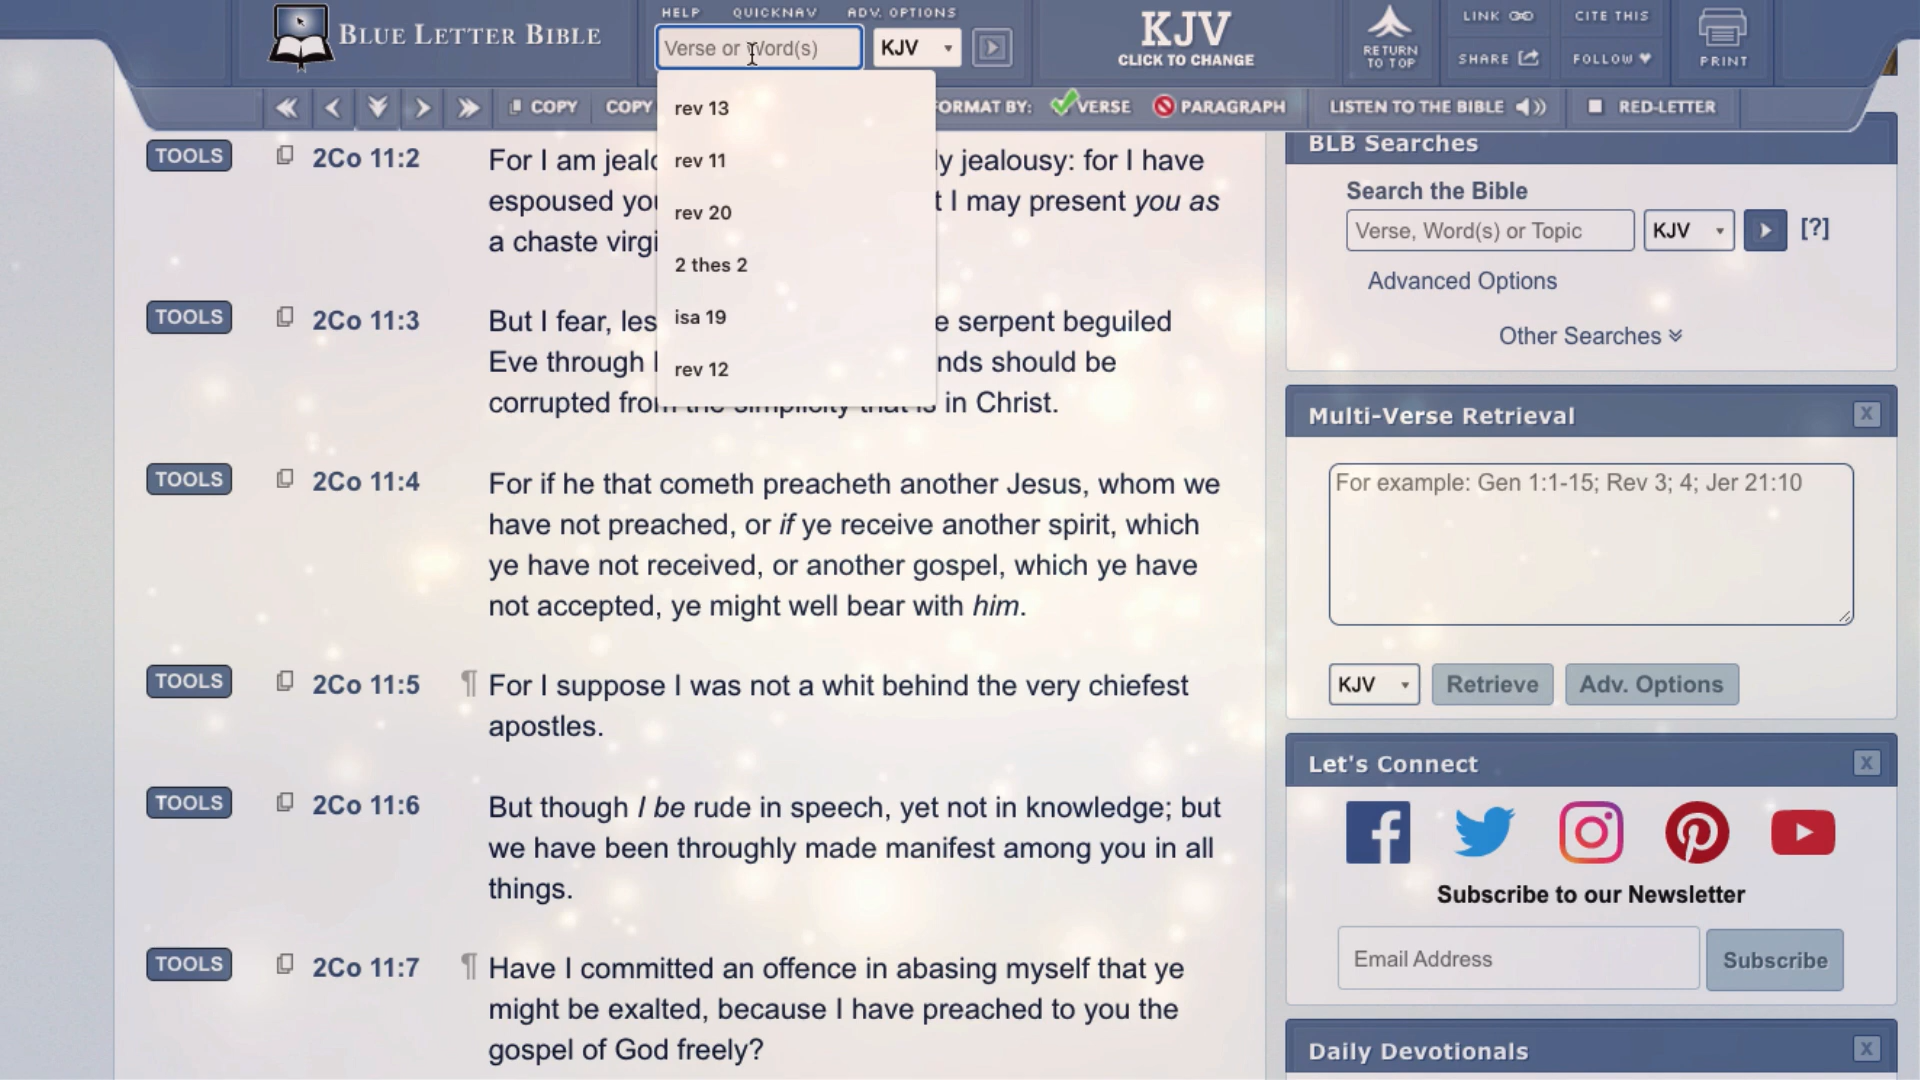 HELP QUICKNAV ADV. OPTIONS
BLUE LETTER BIBLE
Verse or Word(s)
KJV
KJV
CLICK TO CHANGE
RETURN
TO TOP
LINK
CITE THIS
SHARE
FOLLOW
PRINT
COPY
COPY
ORMAT BY:
VERSE
PARAGRAPH
LISTEN TO THE BIBLE
RED-LETTER
rev 13
rev 11
rev 20
2 thes 2
isa 19
rev 12
TOOLS 2Co 11:2 For I am jealo ly jealousy: for I have
espoused you t I may present you as
a chaste virgi
TOOLS 2Co 11:3 But I fear, les e serpent beguiled
Eve through nds should be
corrupted from the simplicity that is in Christ.
TOOLS 2Co 11:4 For if he that cometh preacheth another Jesus, whom we
have not preached, or if ye receive another spirit, which
ye have not received, or another gospel, which ye have
not accepted, ye might well bear with him.
TOOLS 2Co 11:5 ¶ For I suppose I was not a whit behind the very chiefest
apostles.
TOOLS 2Co 11:6 But though I be rude in speech, yet not in knowledge; but
we have been throughly made manifest among you in all
things.
TOOLS 2Co 11:7 ¶ Have I committed an offence in abasing myself that ye
might be exalted, because I have preached to you the
gospel of God freely?
BLB Searches
Search the Bible
Verse, Word(s) or Topic KJV [?]
Advanced Options
Other Searches
Multi-Verse Retrieval X
For example: Gen 1:1-15; Rev 3; 4; Jer 21:10
KJV Retrieve Adv. Options
Let's Connect X
Subscribe to our Newsletter
Email Address Subscribe
Daily Devotionals X